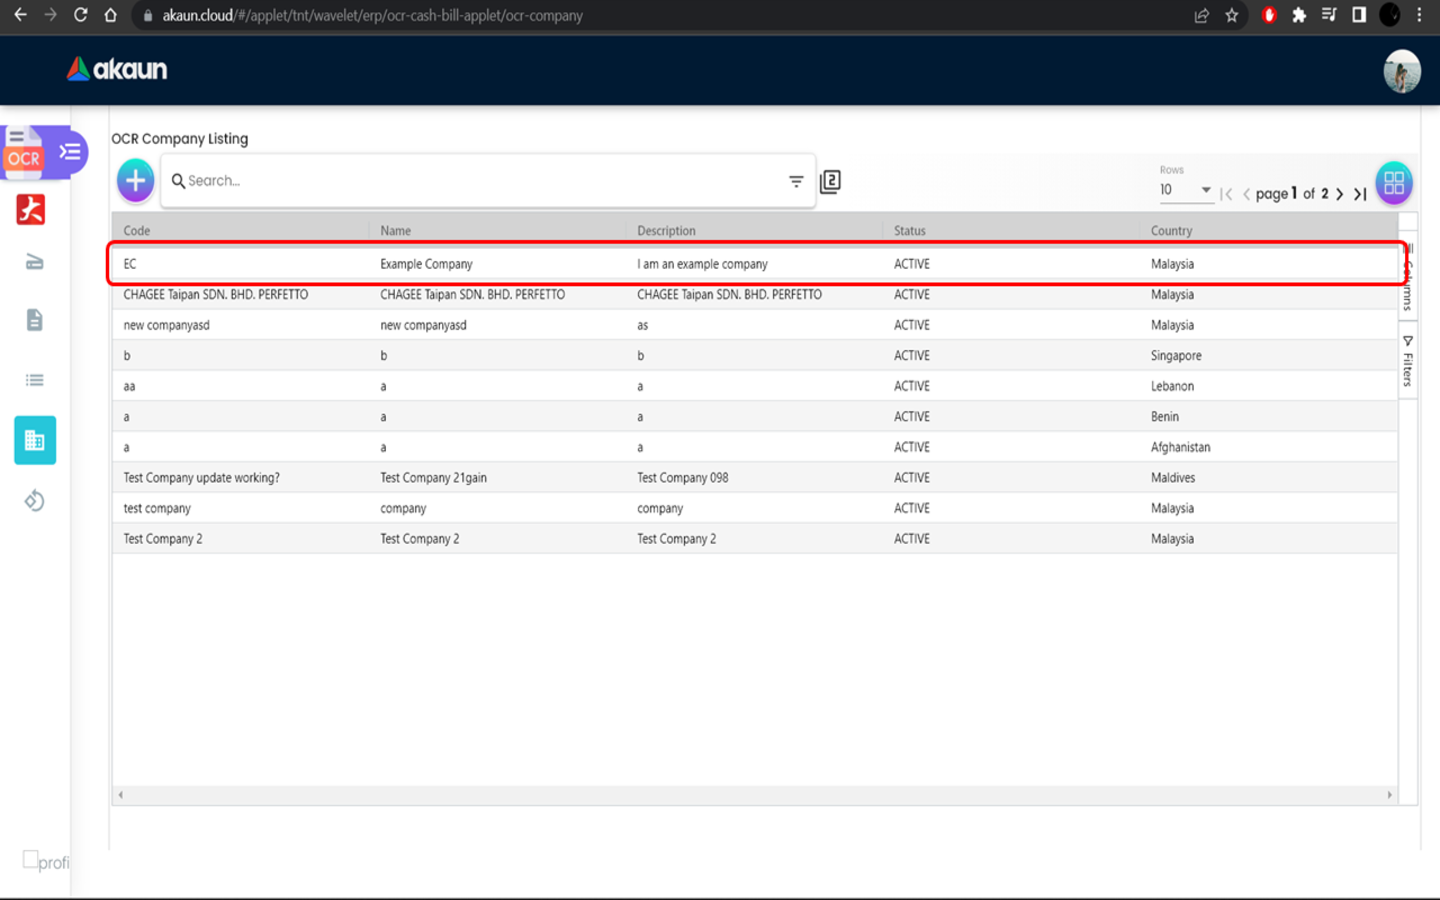 akaun.cloud/#/applet/tnt/wavelet/erp/ocr-cash-bill-applet/ocr-company
akaun
OCR
大
profi
OCR Company Listing
Search...
2
Rows
10
page 1 of 2
Code Name Description Status Country
EC Example Company I am an example company ACTIVE Malaysia
CHAGEE Taipan SDN. BHD. PERFETTO CHAGEE Taipan SDN. BHD. PERFETTO CHAGEE Taipan SDN. BHD. PERFETTO ACTIVE Malaysia
new companyasd new companyasd as ACTIVE Malaysia
b b b ACTIVE Singapore
aa a a ACTIVE Lebanon
a a a ACTIVE Benin
a a a ACTIVE Afghanistan
Test Company update working? Test Company 21gain Test Company 098 ACTIVE Maldives
test company company company ACTIVE Malaysia
Test Company 2 Test Company 2 Test Company 2 ACTIVE Malaysia
Columns
Filters